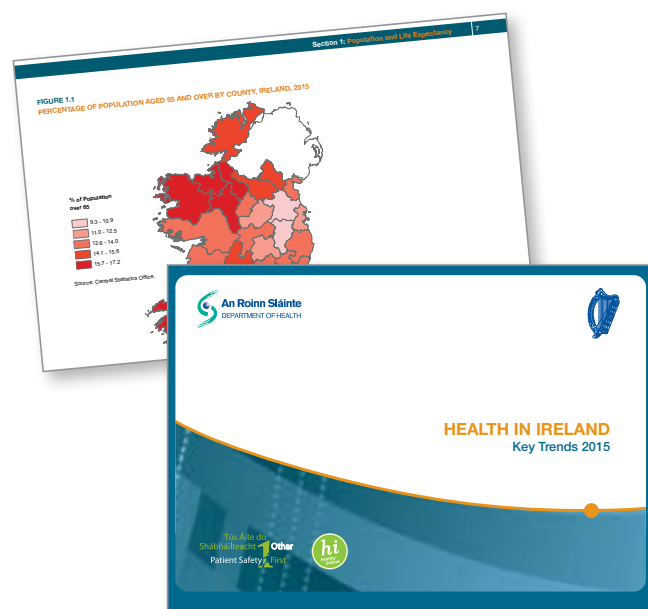 Section 1: Population and Life Expectancy
7
FIGURE 1.1
PERCENTAGE OF POPULATION AGED 65 AND OVER BY COUNTY, IRELAND, 2015
% of Population
over 65
9.3 - 10.9
11.0 - 12.5
12.6 - 14.0
14.1 - 15.6
15.7 - 17.2
Source: Central Statistics Office.
An Roinn Sláinte
DEPARTMENT OF HEALTH
HEALTH IN IRELAND
Key Trends 2015
Tús Áite do
Shábháilteacht 1 Othar
Patient Safety First
hi
Healthy
Ireland